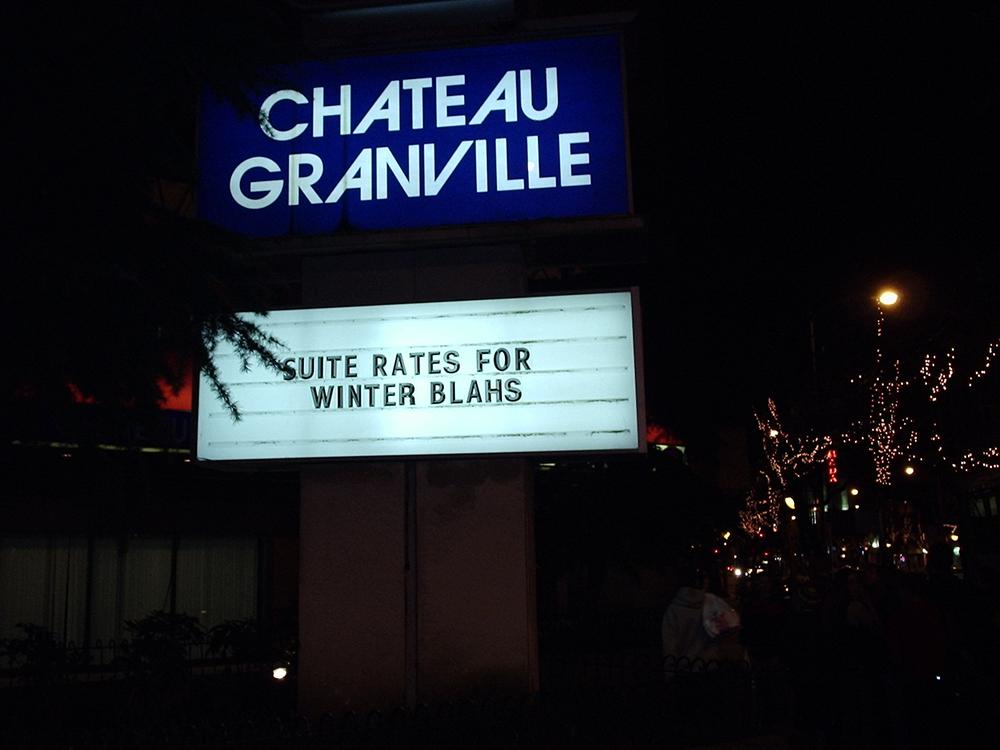 CHATEAU
GRANVILLE
SUITE RATES FOR
WINTER BLAHS